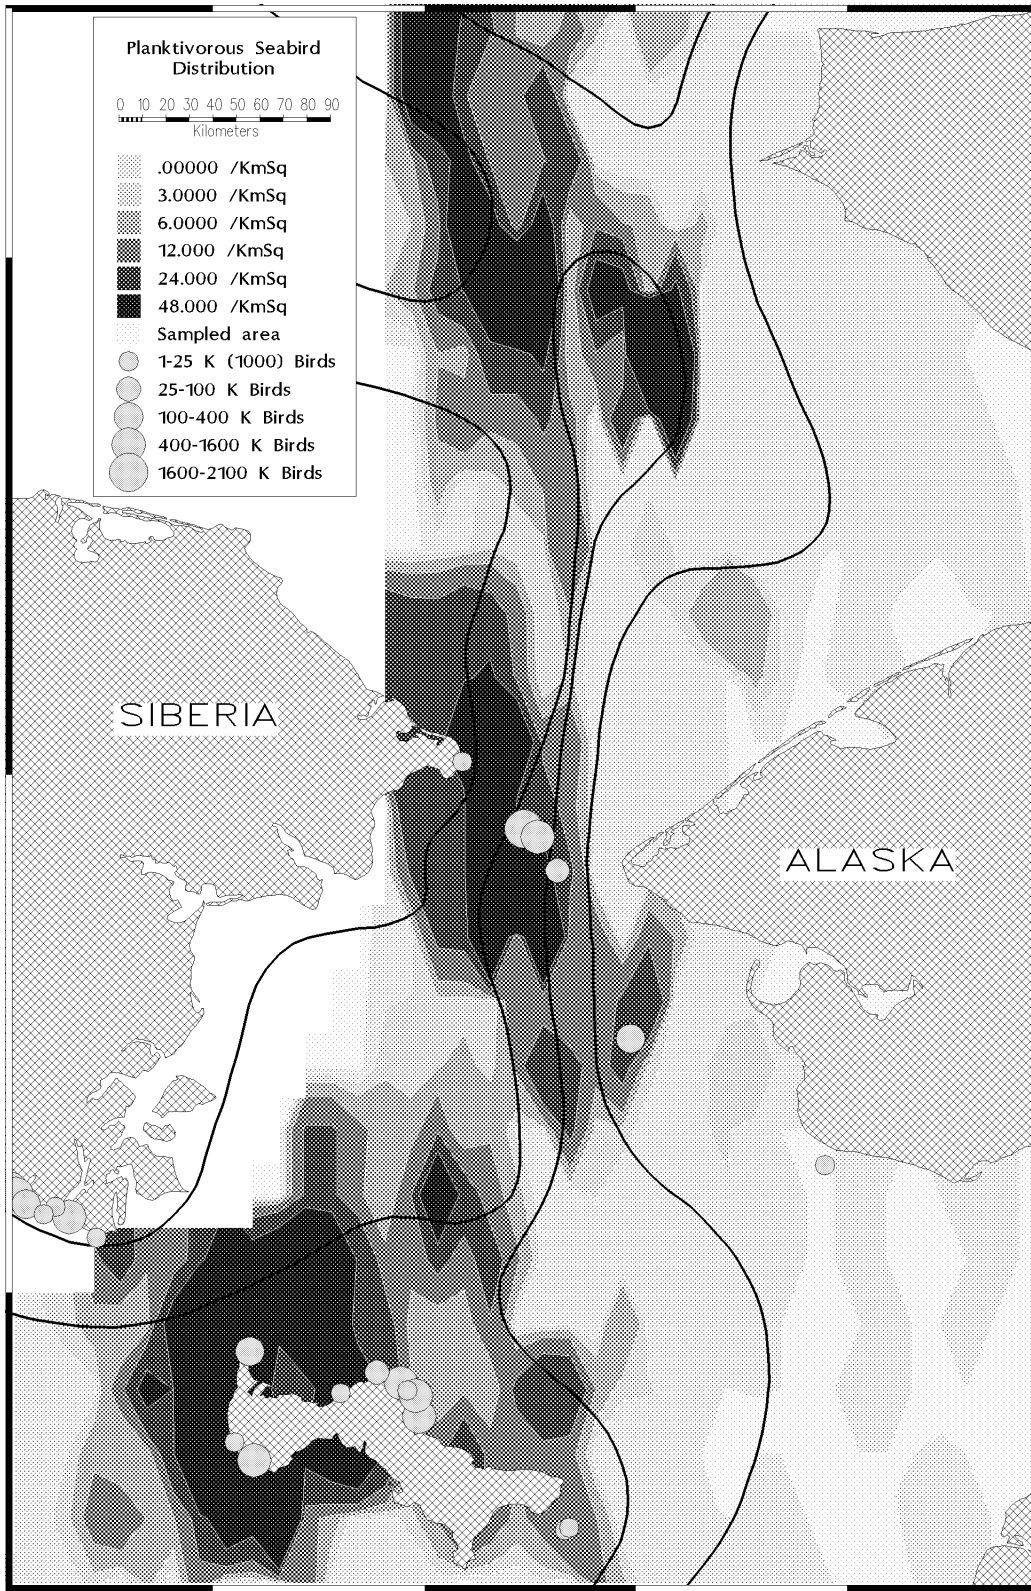 Planktivorous Seabird
Distribution
0 10 20 30 40 50 60 70 80 90
Kilometers
.00000 /KmSq
3.0000 /KmSq
6.0000 /KmSq
12.000 /KmSq
24.000 /KmSq
48.000 /KmSq
Sampled area
1-25 K (1000) Birds
25-100 K Birds
100-400 K Birds
400-1600 K Birds
1600-2100 K Birds
SIBERIA
ALASKA